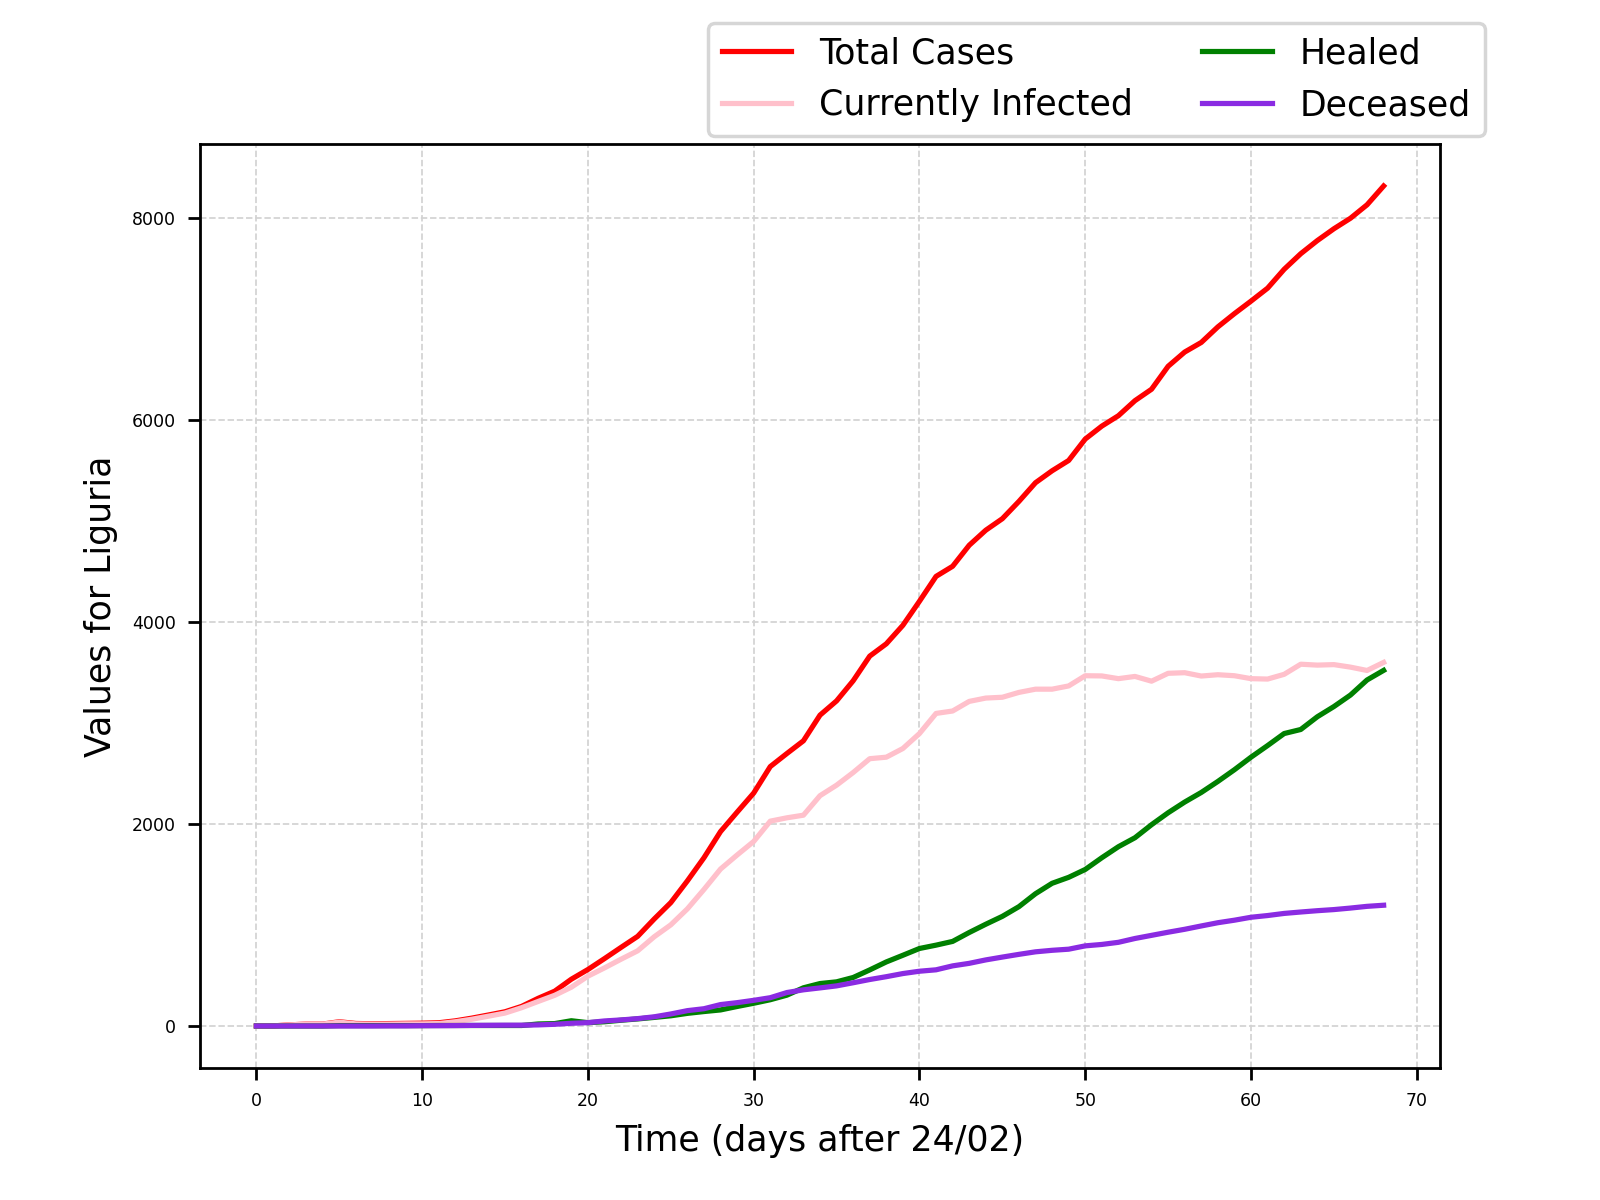 Total Cases
Currently Infected
Healed
Deceased
8000
6000
4000
2000
0
Values for Liguria
0 10 20 30 40 50 60 70
Time (days after 24/02)